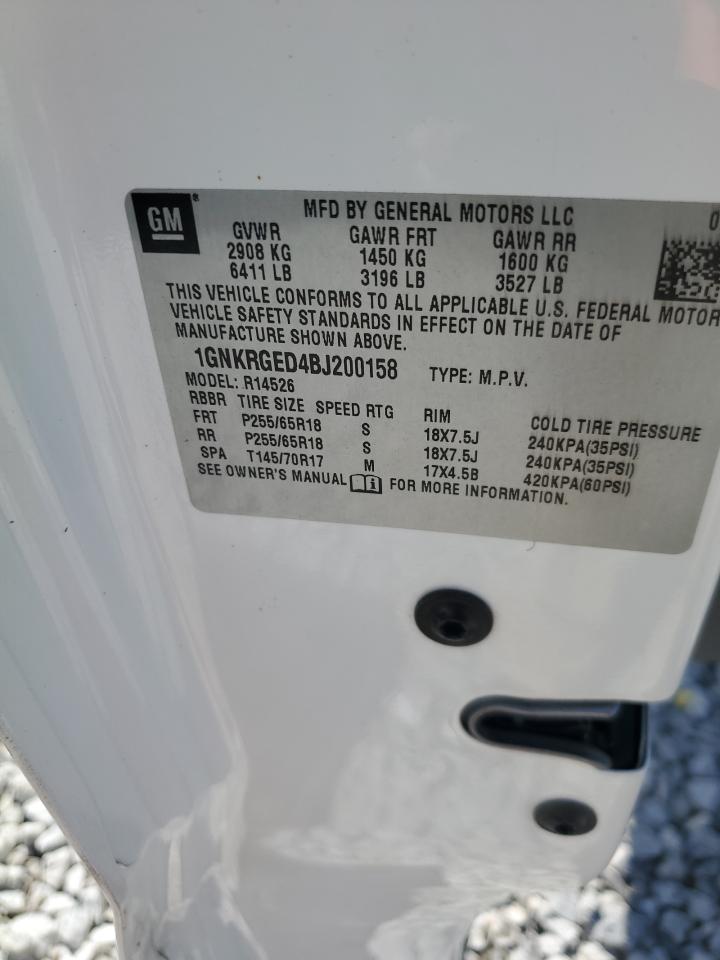 GM
MFD BY GENERAL MOTORS LLC
GVWR GAWR FRT GAWR RR
2908 KG 1450 KG 1600 KG
6411 LB 3196 LB 3527 LB
THIS VEHICLE CONFORMS TO ALL APPLICABLE U.S. FEDERAL MOTOR
VEHICLE SAFETY STANDARDS IN EFFECT ON THE DATE OF
MANUFACTURE SHOWN ABOVE.
1GNKRGED4BJ200158 TYPE: M.P.V.
MODEL: R14526
RBBR TIRE SIZE SPEED RTG RIM COLD TIRE PRESSURE
FRT P255/65R18 S 18X7.5J 240KPA(35PSI)
RR P255/65R18 S 18X7.5J 240KPA(35PSI)
SPA T145/70R17 M 17X4.5B 420KPA(60PSI)
SEE OWNER'S MANUAL FOR MORE INFORMATION.